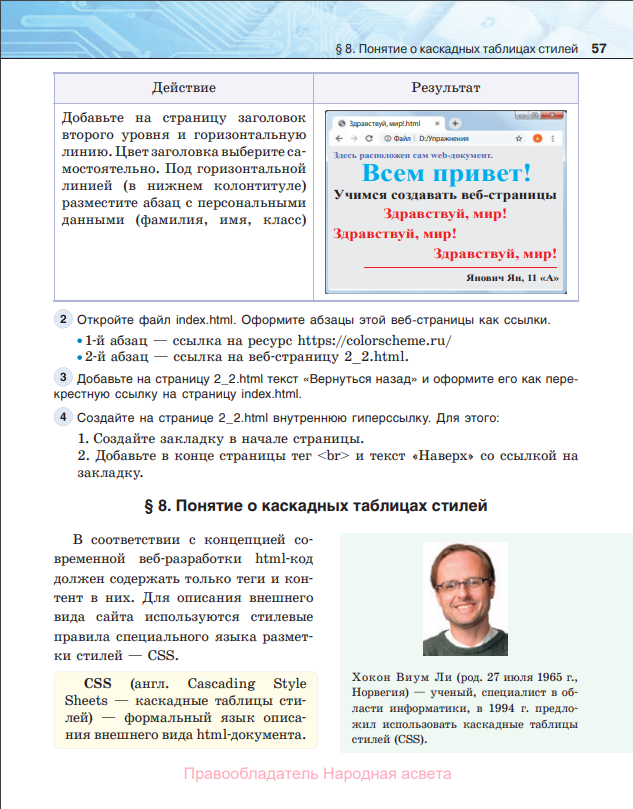 § 8. Понятие о каскадных таблицах стилей 57
Действие
Результат
Добавьте на страницу заголовок
второго уровня и горизонтальную
линию. Цвет заголовка выберите са-
мостоятельно. Под горизонтальной
линией (в нижнем колонтитуле)
разместите абзац с персональными
данными (фамилия, имя, класс)
Здравствуй, мир!.html
Файл | D:/Упражнения
Здесь расположен сам web-документ.
Всем привет!
Учимся создавать веб-страницы
Здравствуй, мир!
Здравствуй, мир!
Здравствуй, мир!
Янович Ян, 11 «А»
2 Откройте файл index.html. Оформите абзацы этой веб-страницы как ссылки.
• 1-й абзац — ссылка на ресурс https://colorscheme.ru/
• 2-й абзац — ссылка на веб-страницу 2_2.html.
3 Добавьте на страницу 2_2.html текст «Вернуться назад» и оформите его как пере-
крестную ссылку на страницу index.html.
4 Создайте на странице 2_2.html внутреннюю гиперссылку. Для этого:
1. Создайте закладку в начале страницы.
2. Добавьте в конце страницы тег <br> и текст «Наверх» со ссылкой на
закладку.
§ 8. Понятие о каскадных таблицах стилей
В соответствии с концепцией со-
временной веб-разработки html-код
должен содержать только теги и кон-
тент в них. Для описания внешнего
вида сайта используются стилевые
правила специального языка размет-
ки стилей — CSS.
CSS (англ. Cascading Style
Sheets — каскадные таблицы сти-
лей) — формальный язык описа-
ния внешнего вида html-документа.
Хокон Виум Ли (род. 27 июля 1965 г.,
Норвегия) — ученый, специалист в об-
ласти информатики, в 1994 г. предло-
жил использовать каскадные таблицы
стилей (CSS).
Правообладатель Народная асвета